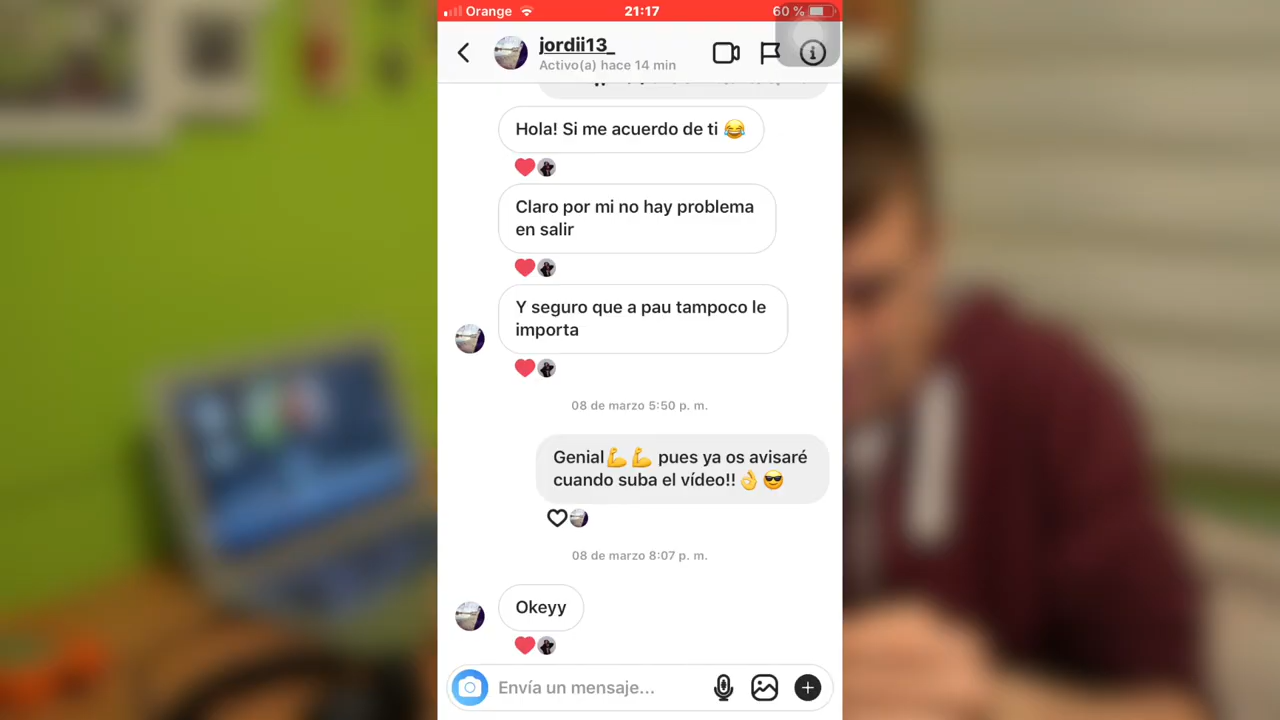 Orange 21:17 60 %
jordii13_
Activo(a) hace 14 min
Hola! Si me acuerdo de ti 😂
Claro por mi no hay problema
en salir
Y seguro que a pau tampoco le
importa
08 de marzo 5:50 p. m.
Genial💪💪 pues ya os avisaré
cuando suba el vídeo!!👌😎
08 de marzo 8:07 p. m.
Okeyy
Envía un mensaje...